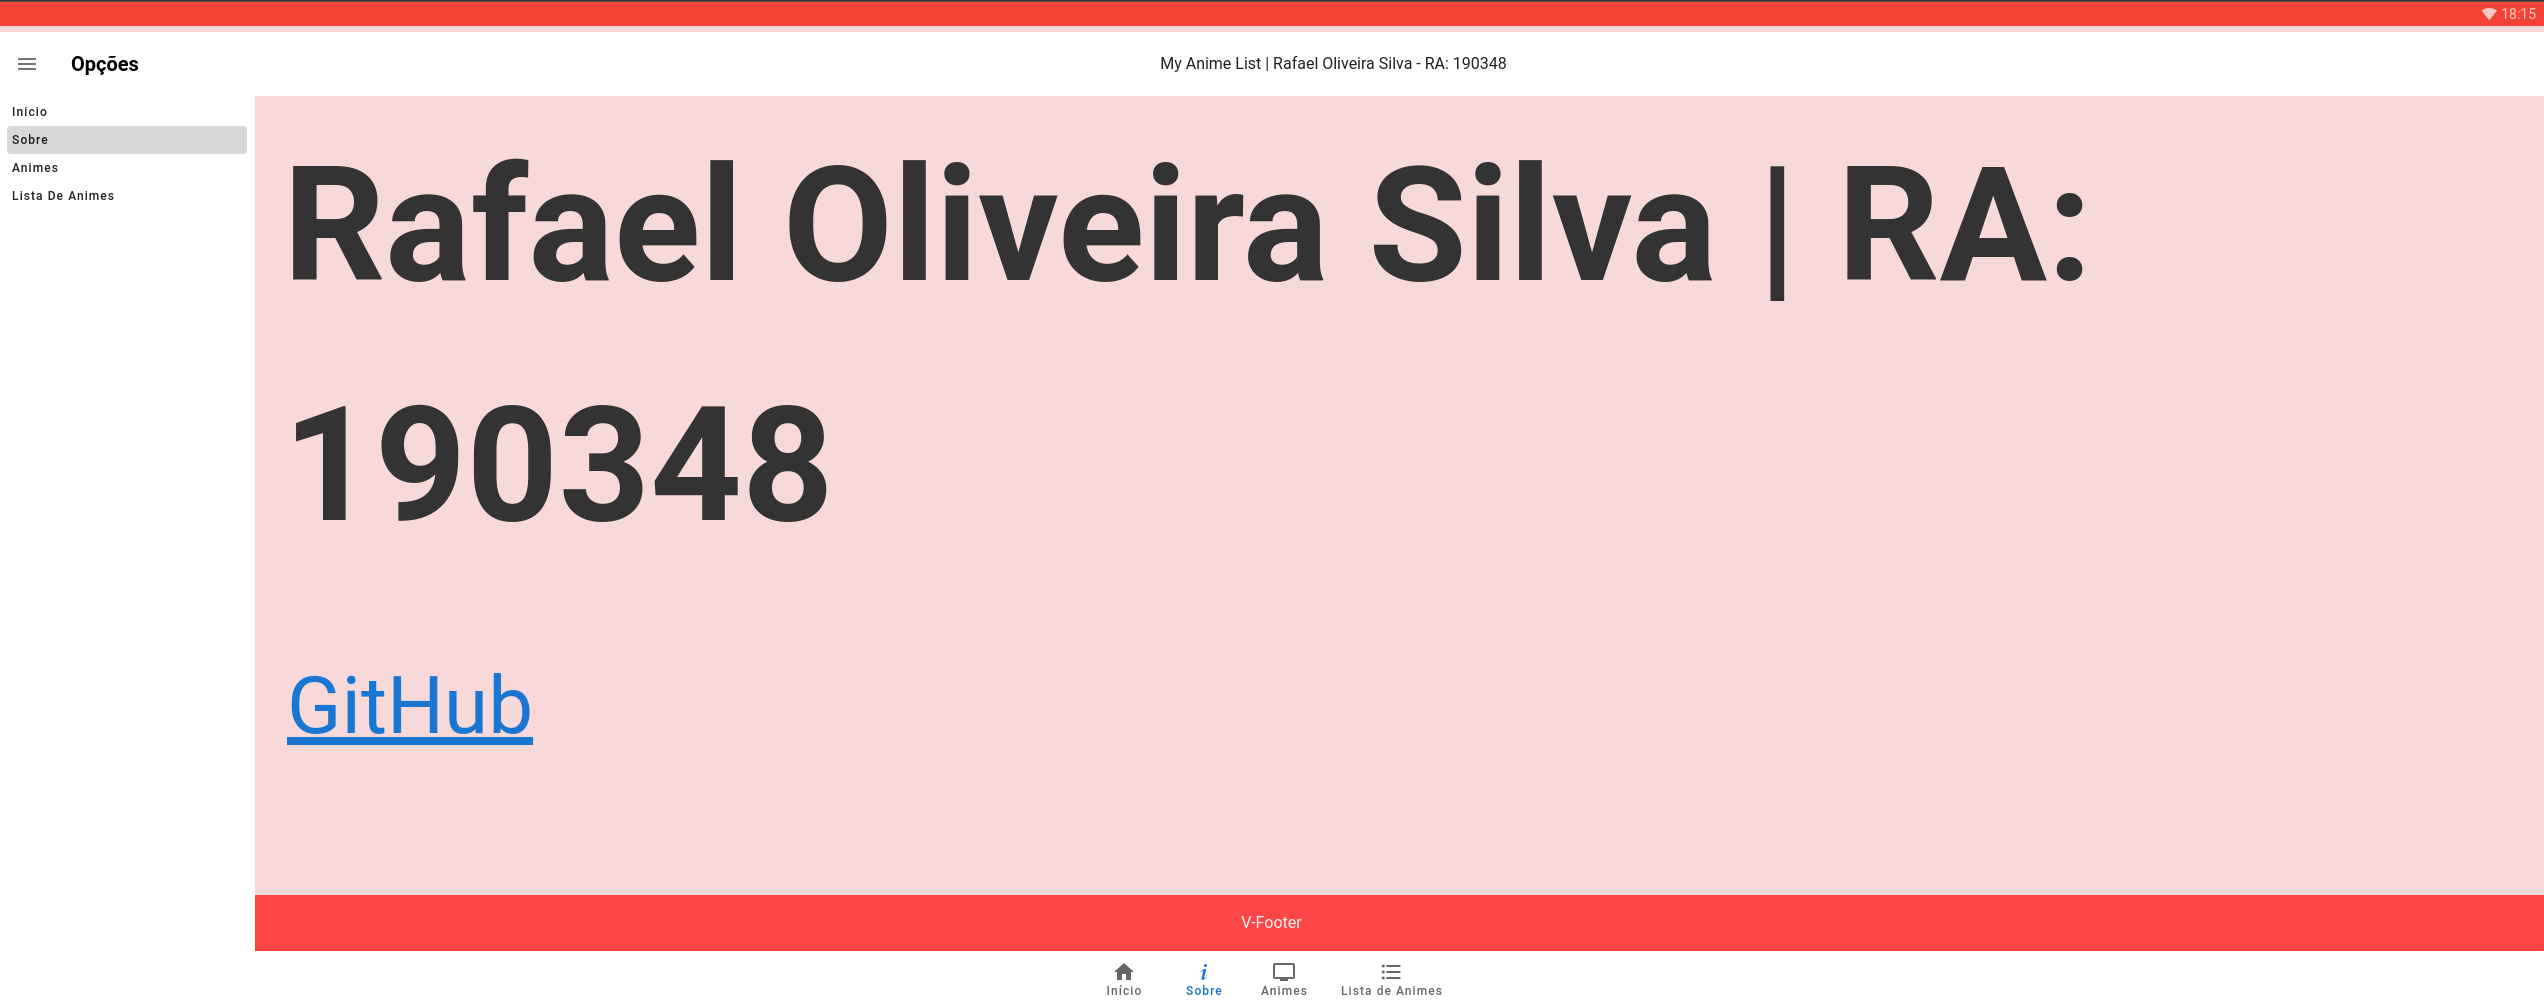 18:15
Opções
My Anime List | Rafael Oliveira Silva - RA: 190348
Inicio
Sobre
Animes
Lista De Animes
Rafael Oliveira Silva | RA:
190348
GitHub
V-Footer
Início
Sobre
Animes
Lista de Animes